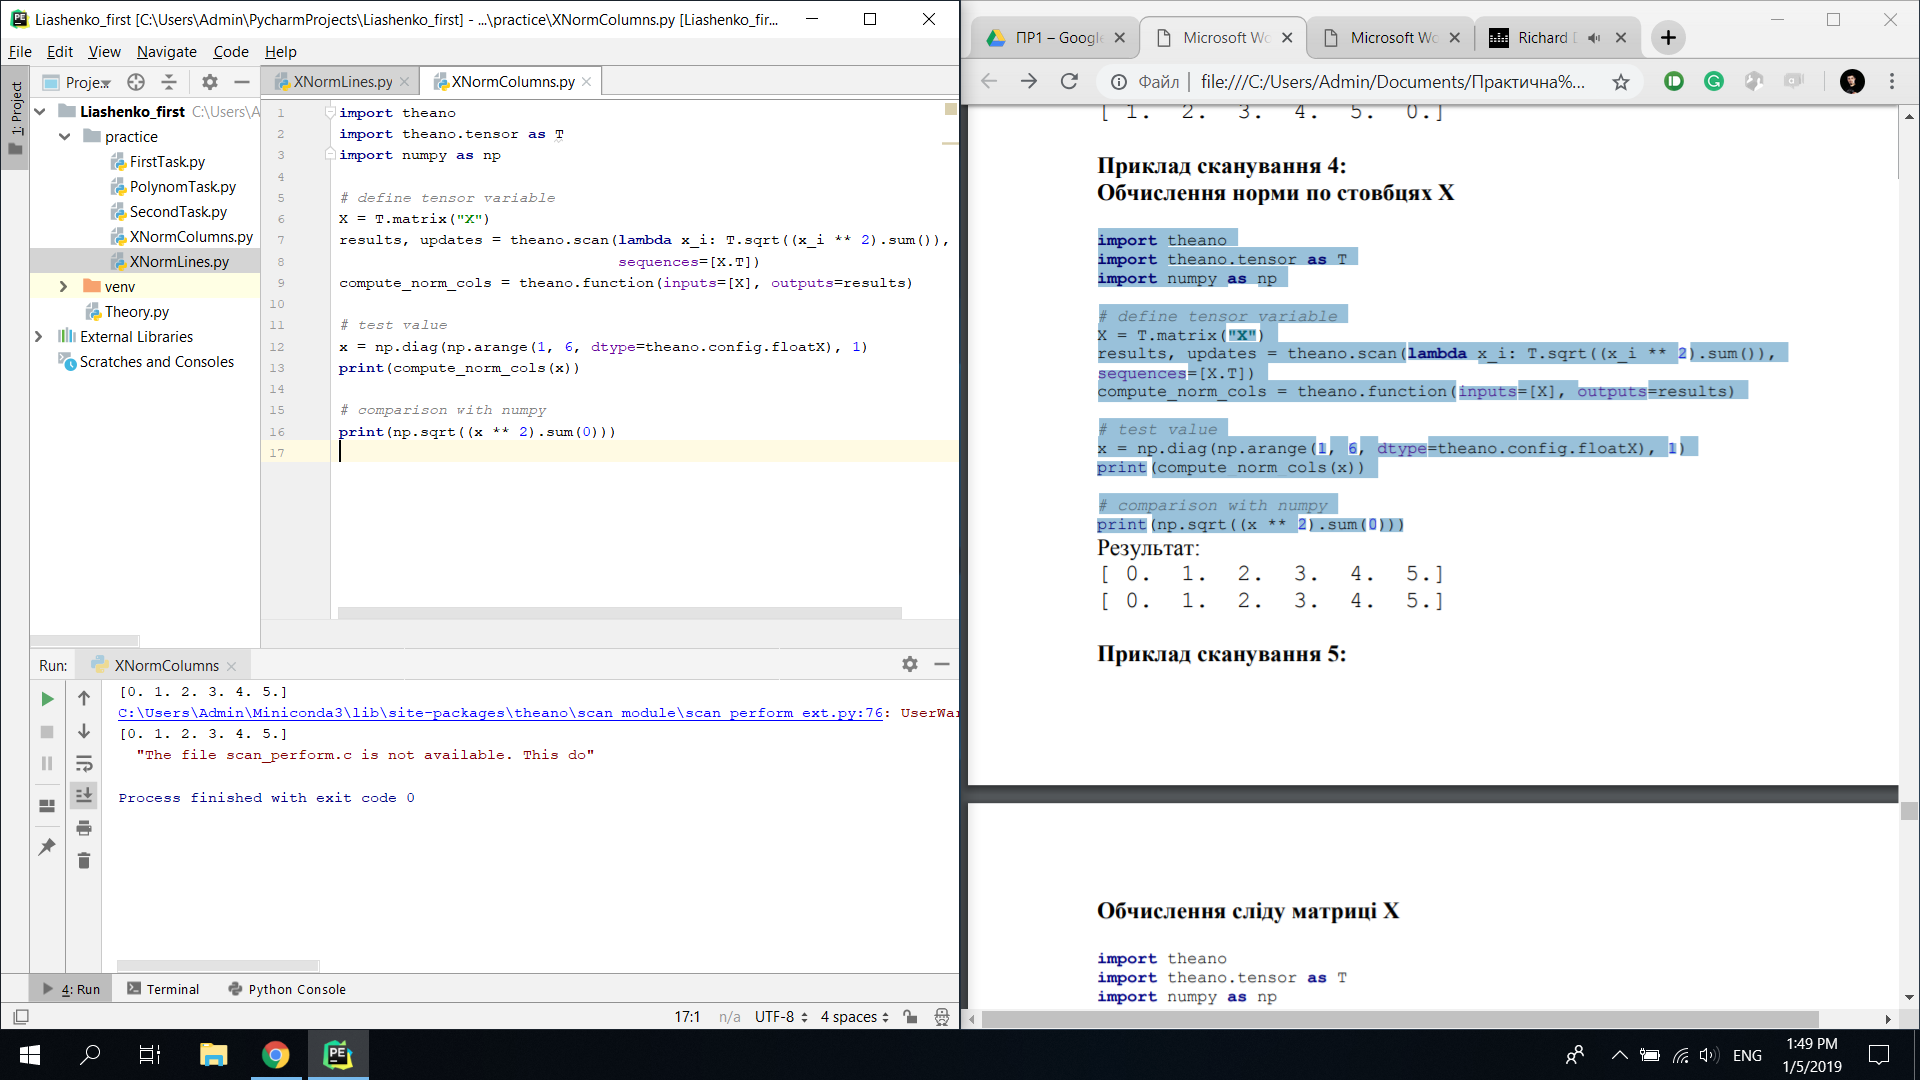 Liashenko_first [C:\Users\Admin\PycharmProjects\Liashenko_first] - ...\practice\XNormColumns.py [Liashenko_fir...
File Edit View Navigate Code Help
1: Project
Proje...
Liashenko_first C:\Users\A
practice
FirstTask.py
PolynomTask.py
SecondTask.py
XNormColumns.py
XNormLines.py
venv
Theory.py
External Libraries
Scratches and Consoles
XNormLines.py
XNormColumns.py
1 import theano
2 import theano.tensor as T
3 import numpy as np
4
5 # define tensor variable
6 X = T.matrix("X")
7 results, updates = theano.scan(lambda x_i: T.sqrt((x_i ** 2).sum()),
8 sequences=[X.T])
9 compute_norm_cols = theano.function(inputs=[X], outputs=results)
10
11 # test value
12 x = np.diag(np.arange(1, 6, dtype=theano.config.floatX), 1)
13 print(compute_norm_cols(x))
14
15 # comparison with numpy
16 print(np.sqrt((x ** 2).sum(0)))
17
Run: XNormColumns
[0. 1. 2. 3. 4. 5.]
C:\Users\Admin\Miniconda3\lib\site-packages\theano\scan_module\scan_perform_ext.py:76: UserWar
[0. 1. 2. 3. 4. 5.]
"The file scan_perform.c is not available. This do"
Process finished with exit code 0
4: Run Terminal Python Console
17:1 n/a UTF-8 4 spaces
ПР1 – Google
Microsoft Wo
Microsoft Wo
Richard D
Файл | file:///C:/Users/Admin/Documents/Практична%...
[ 1. 2. 3. 4. 5. 0.]
Приклад сканування 4:
Обчислення норми по стовбцях X
import theano
import theano.tensor as T
import numpy as np
# define tensor variable
X = T.matrix("X")
results, updates = theano.scan(lambda x_i: T.sqrt((x_i ** 2).sum()),
sequences=[X.T])
compute_norm_cols = theano.function(inputs=[X], outputs=results)
# test value
x = np.diag(np.arange(1, 6, dtype=theano.config.floatX), 1)
print(compute_norm_cols(x))
# comparison with numpy
print(np.sqrt((x ** 2).sum(0)))
Результат:
[ 0. 1. 2. 3. 4. 5.]
[ 0. 1. 2. 3. 4. 5.]
Приклад сканування 5:
Обчислення сліду матриці X
import theano
import theano.tensor as T
import numpy as np
ENG
1:49 PM
1/5/2019